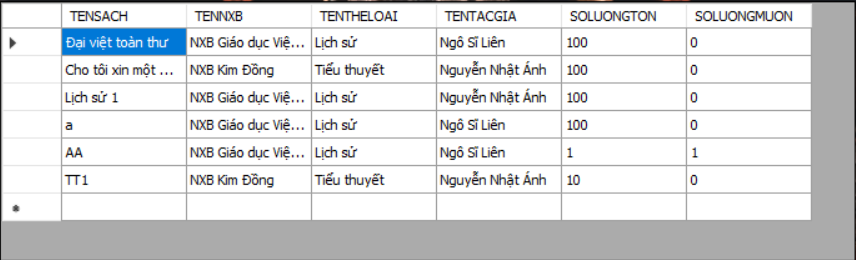 TENSACH TENNXB TENTHELOAI TENTACGIA SOLUONGTON SOLUONGMUON
Đại việt toàn thư NXB Giáo dục Việ... Lịch sử Ngô Sĩ Liên 100 0
Cho tôi xin một ... NXB Kim Đồng Tiểu thuyết Nguyễn Nhật Ánh 100 0
Lịch sử 1 NXB Giáo dục Việ... Lịch sử Nguyễn Nhật Ánh 100 0
a NXB Giáo dục Việ... Lịch sử Ngô Sĩ Liên 100 0
AA NXB Giáo dục Việ... Lịch sử Ngô Sĩ Liên 1 1
TT1 NXB Kim Đồng Tiểu thuyết Nguyễn Nhật Ánh 10 0